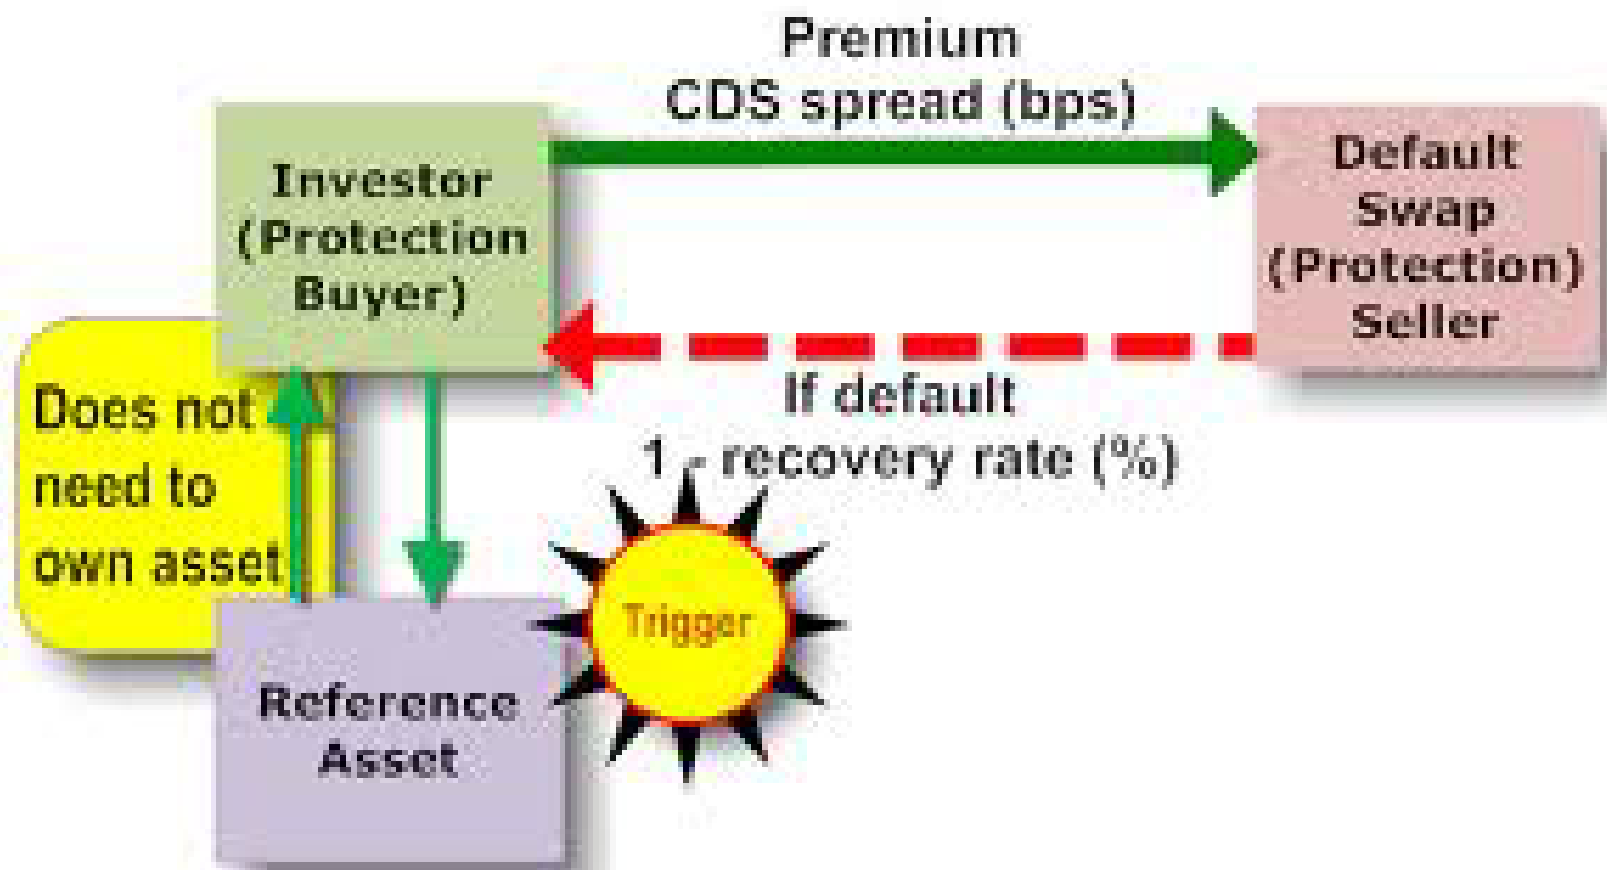 Premium
CDS spread (bps)
Investor
(Protection
Buyer)
Default
Swap
(Protection)
Seller
If default
1 - recovery rate (%)
Does not
need to
own asset
Trigger
Reference
Asset